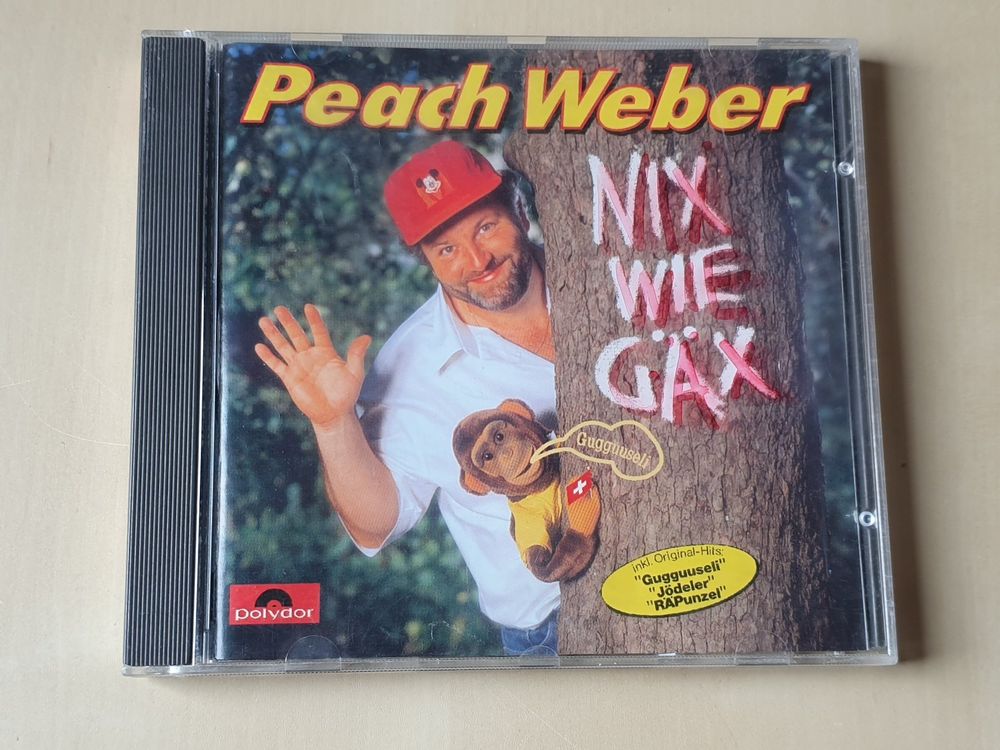 Peach Weber
NIX
WIE
GÄX
Gugguuseli
inkl. Original-Hits:
"Gugguuseli"
"Jödeler"
"RAPunzel"
polydor